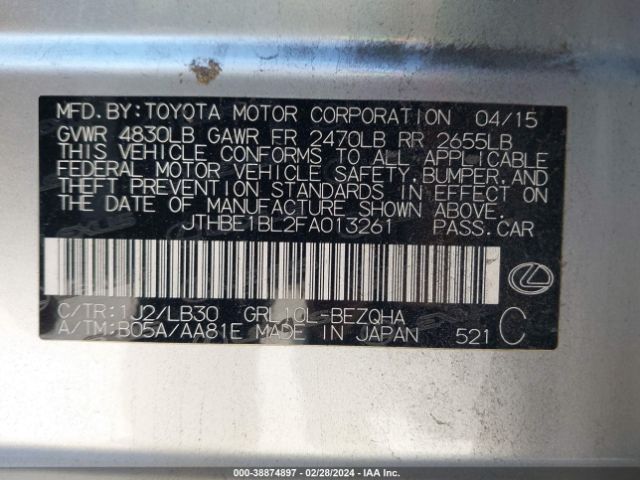 MFD.BY:TOYOTA MOTOR CORPORATION 04/15
GVWR 4830LB GAWR FR 2470LB RR 2655LB
THIS VEHICLE CONFORMS TO ALL APPLICABLE
FEDERAL MOTOR VEHICLE SAFETY,BUMPER,AND
THEFT PREVENTION STANDARDS IN EFFECT ON
THE DATE OF MANUFACTURE SHOWN ABOVE.
JTHBE1BL2FA013261 PASS.CAR
C/TR:1J2/LB30 GRL10L-BEZQHA
A/TM:B05A/AA81E MADE IN JAPAN 521 C
000-38874897 | 02/28/2024 | IAA Inc.